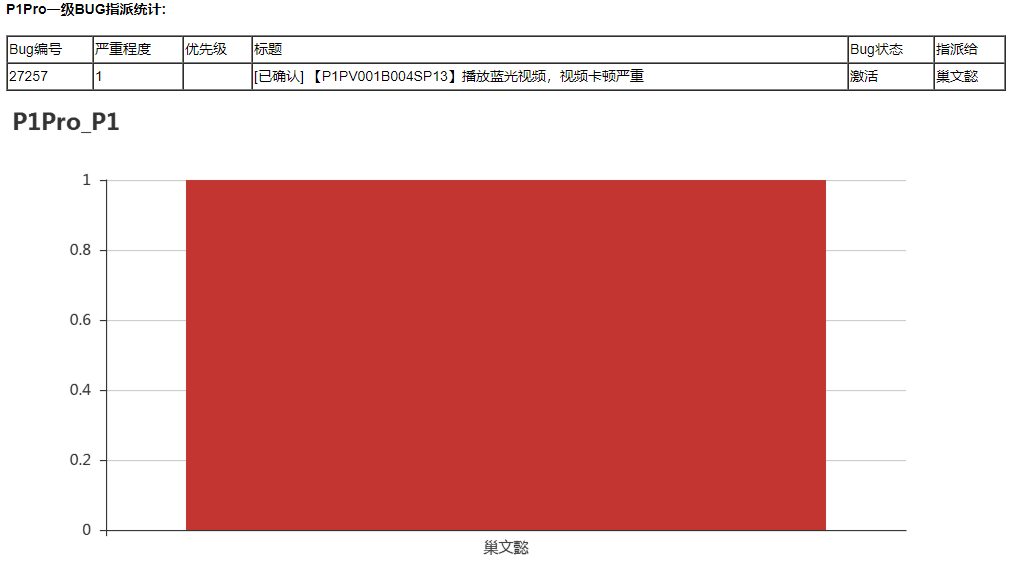 P1Pro一级BUG指派统计：
Bug编号 严重程度 优先级 标题 Bug状态 指派给
27257 1 [已确认] 【P1PV001B004SP13】播放蓝光视频，视频卡顿严重 激活 巢文懿
P1Pro_P1
1
0.8
0.6
0.4
0.2
0
巢文懿